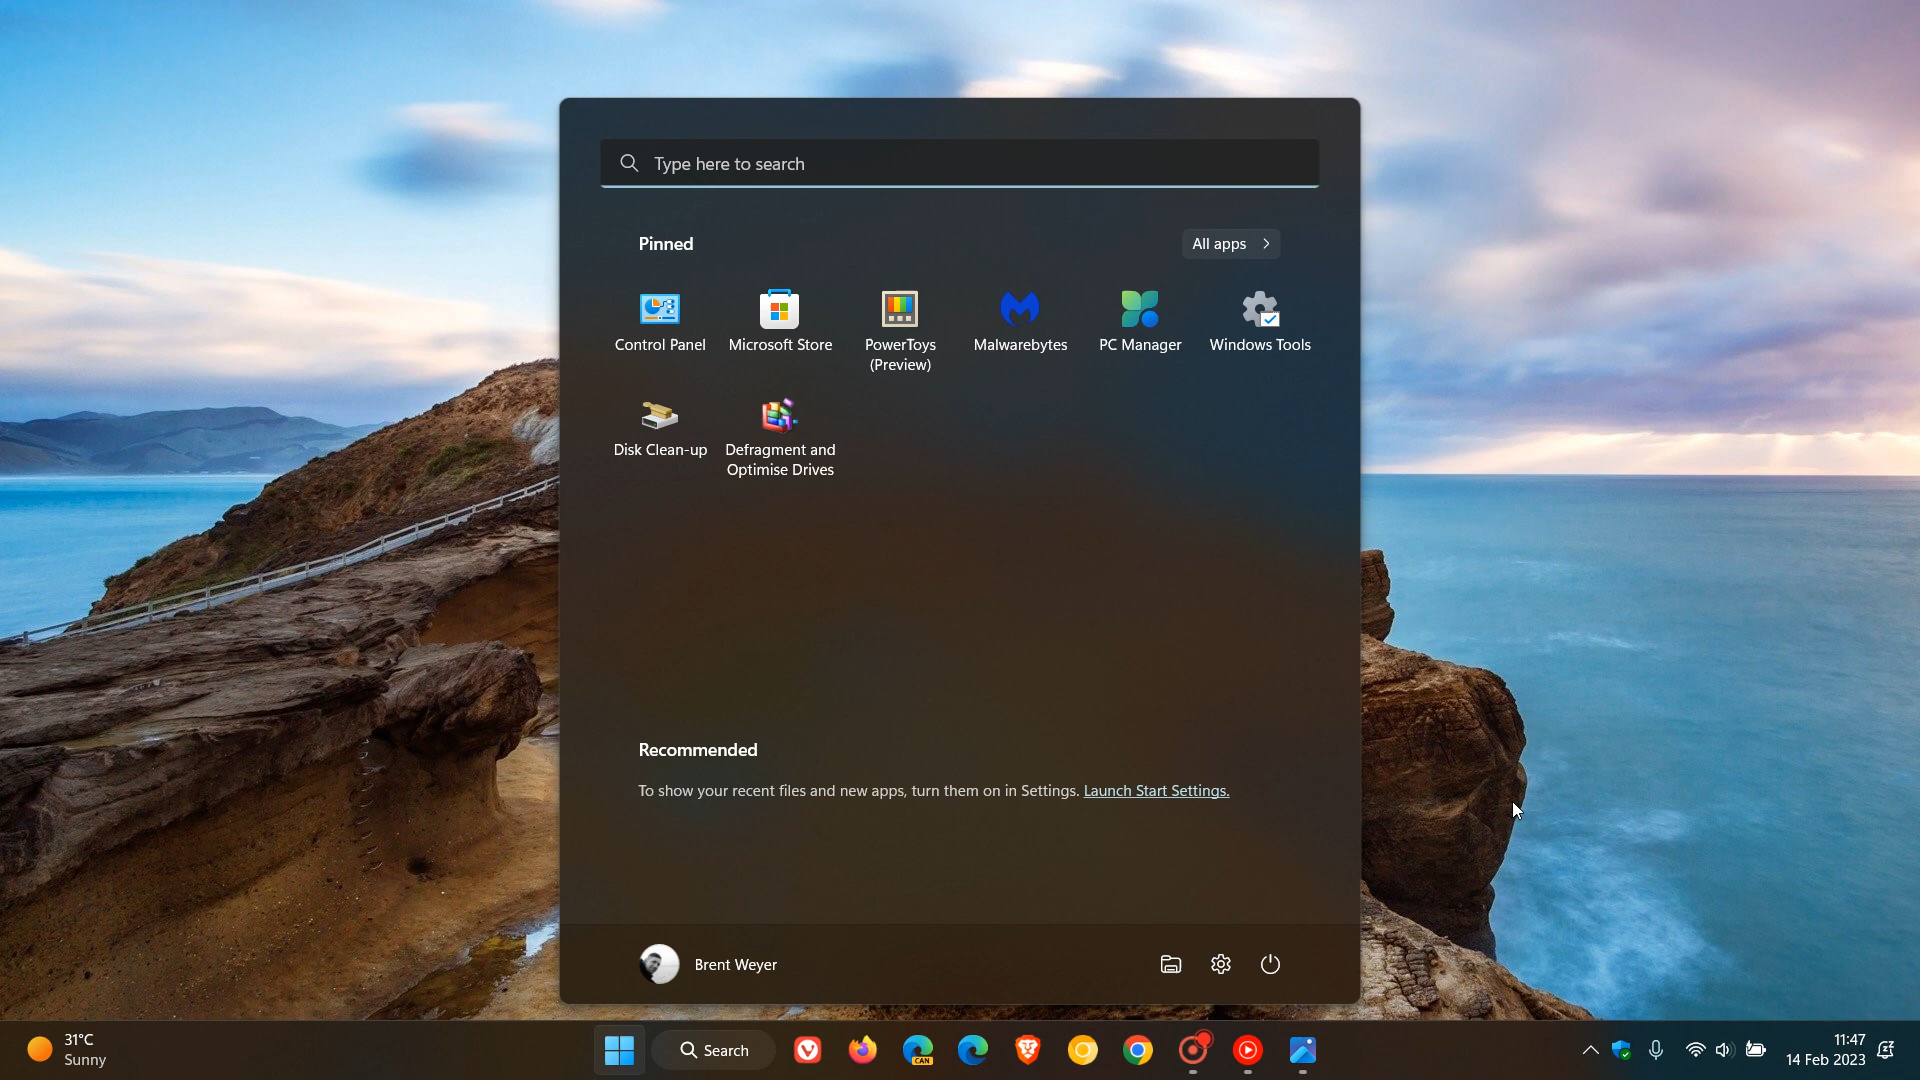 Type here to search
Pinned
All apps
Control Panel
Microsoft Store
PowerToys
(Preview)
Malwarebytes
PC Manager
Windows Tools
Disk Clean-up
Defragment and
Optimise Drives
Recommended
To show your recent files and new apps, turn them on in Settings. Launch Start Settings.
Brent Weyer
31°C
Sunny
Search
CAN
11:47
14 Feb 2023